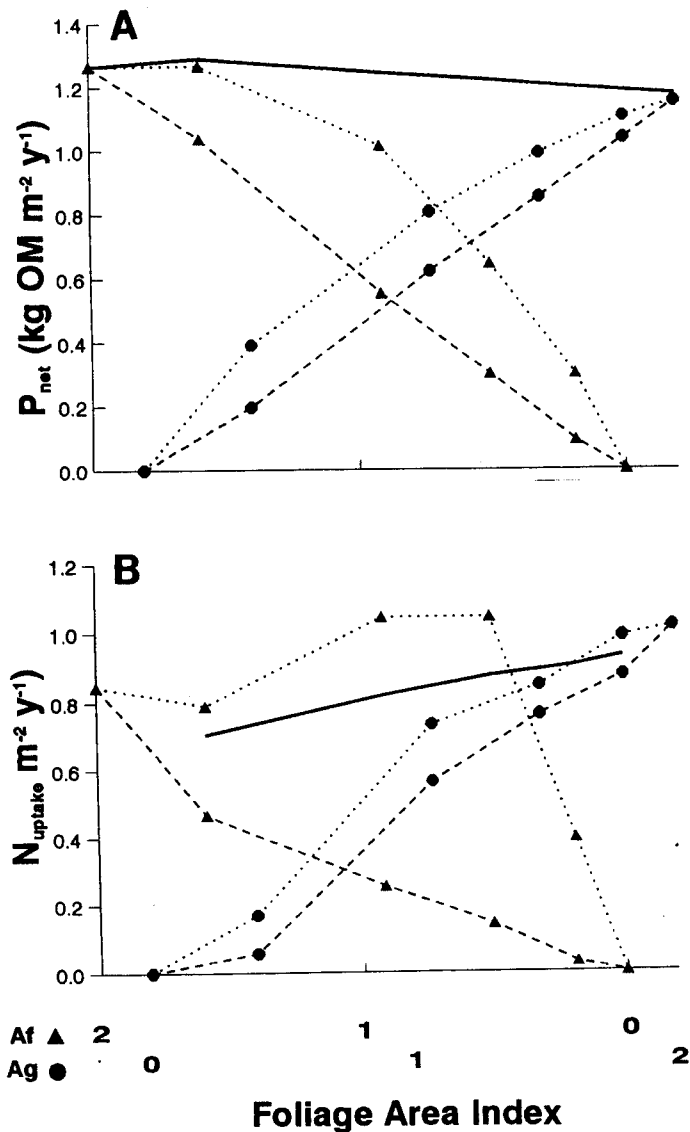 A
1.4
1.2
1.0
0.8
0.6
0.4
0.2
0.0
Pnet (kg OM m-2 y-1)
B
1.2
1.0
0.8
0.6
0.4
0.2
0.0
Nuptake m-2 y-1)
Af ▲ 2 1 0
Ag ● 0 1 2
Foliage Area Index